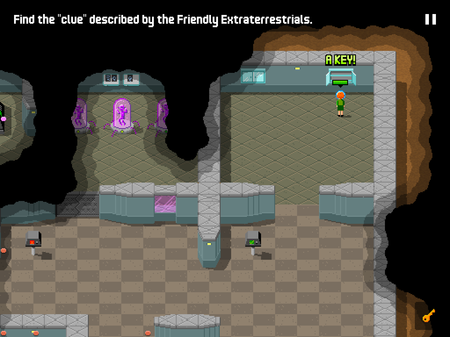 Find the "clue" described by the Friendly Extraterrestrials.
A KEY!